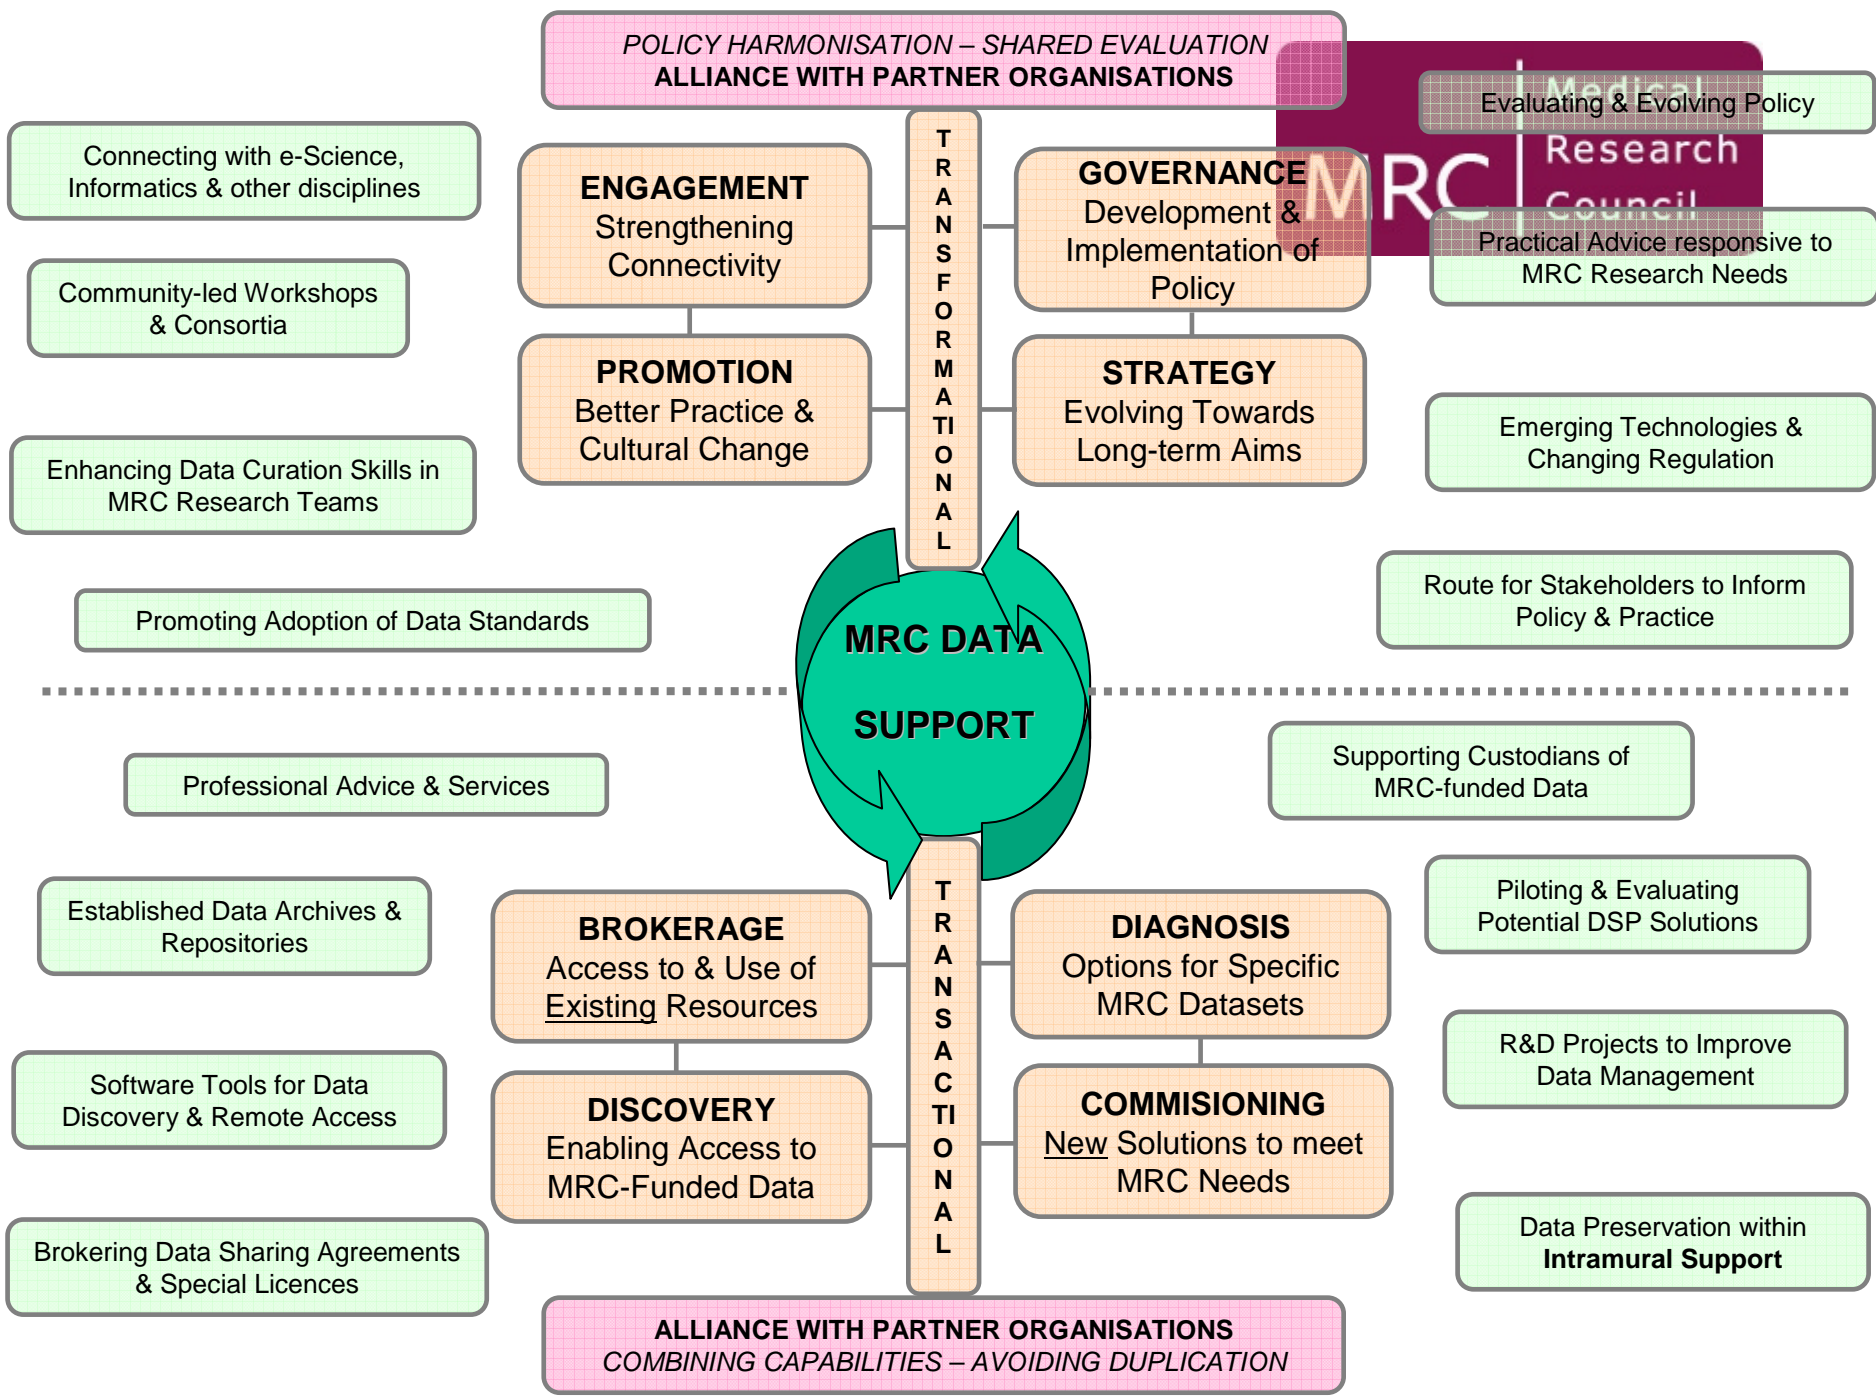 POLICY HARMONISATION – SHARED EVALUATION
ALLIANCE WITH PARTNER ORGANISATIONS
MRC
Medical
Research
Council
Evaluating & Evolving Policy
Connecting with e-Science,
Informatics & other disciplines
TRANSFORMATIONAL
ENGAGEMENT
Strengthening
Connectivity
GOVERNANCE
Development &
Implementation of
Policy
Practical Advice responsive to
MRC Research Needs
Community-led Workshops
& Consortia
PROMOTION
Better Practice &
Cultural Change
STRATEGY
Evolving Towards
Long-term Aims
Emerging Technologies &
Changing Regulation
Enhancing Data Curation Skills in
MRC Research Teams
Route for Stakeholders to Inform
Policy & Practice
Promoting Adoption of Data Standards
MRC DATA
SUPPORT
Professional Advice & Services
Supporting Custodians of
MRC-funded Data
Established Data Archives &
Repositories
TRANSACTIONAL
BROKERAGE
Access to & Use of
Existing Resources
DIAGNOSIS
Options for Specific
MRC Datasets
Piloting & Evaluating
Potential DSP Solutions
Software Tools for Data
Discovery & Remote Access
DISCOVERY
Enabling Access to
MRC-Funded Data
COMMISIONING
New Solutions to meet
MRC Needs
R&D Projects to Improve
Data Management
Brokering Data Sharing Agreements
& Special Licences
Data Preservation within
Intramural Support
ALLIANCE WITH PARTNER ORGANISATIONS
COMBINING CAPABILITIES – AVOIDING DUPLICATION